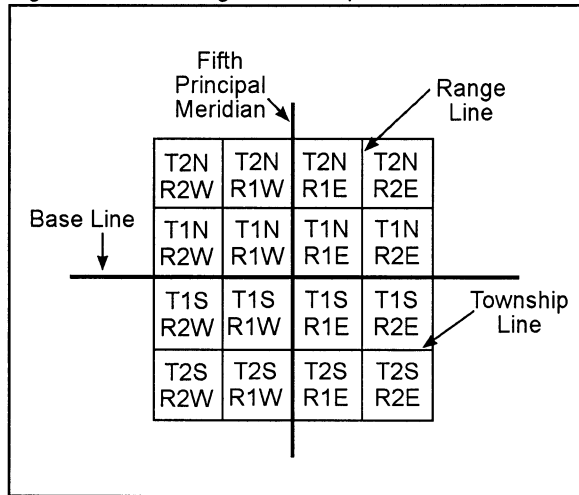 Fifth
Principal
Meridian
Range
Line
T2N T2N T2N T2N
R2W R1W R1E R2E
Base Line
T1N T1N T1N T1N
R2W R1W R1E R2E
T1S T1S T1S T1S
R2W R1W R1E R2E
Township
Line
T2S T2S T2S T2S
R2W R1W R1E R2E